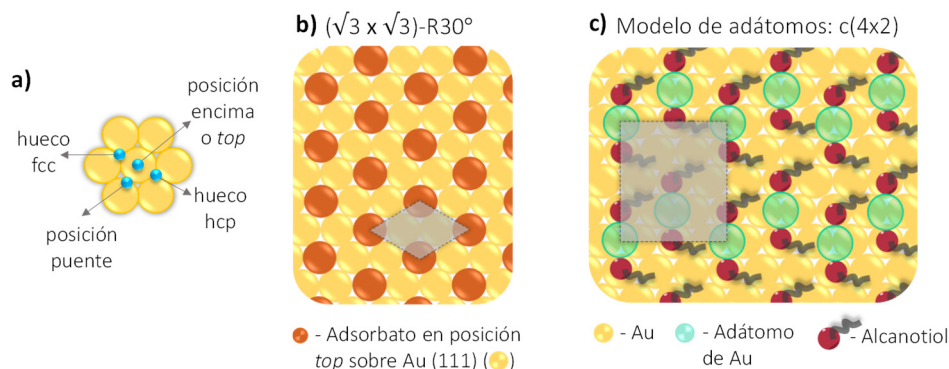 a)
posición
encima
o top
hueco
fcc
hueco
hcp
posición
puente
b) (√3 x √3)-R30°
- Adsorbato en posición
top sobre Au (111) ( )
c) Modelo de adátomos: c(4x2)
- Au
- Adátomo
de Au
- Alcanotiol